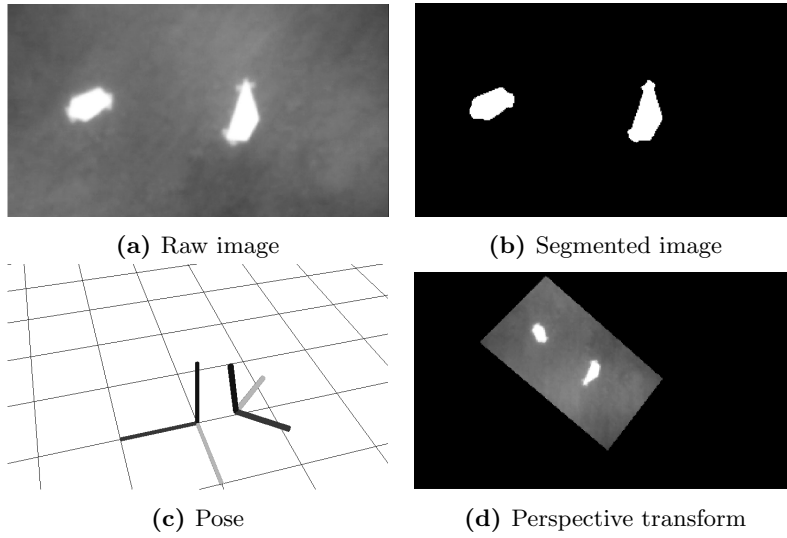 (a) Raw image
(b) Segmented image
(c) Pose
(d) Perspective transform